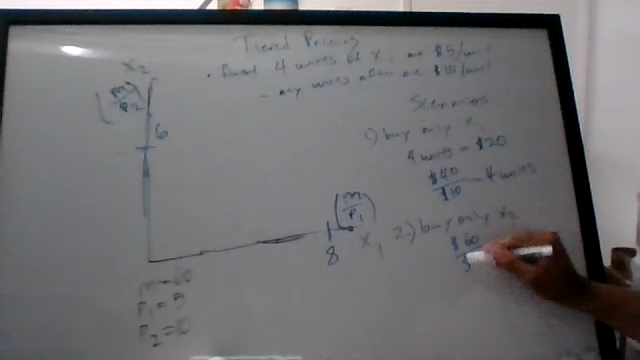 Tiered Pricing
• first 4 units of x₁ are $5/unit
- any units after are $10/unit
x₂
(m/p₂)
6
Scenarios
1) buy only x₁
4 units = $20
$40/$10 = 4 units
(m/p₁)
8
x₁
2) buy only x₂
$60
m=60
p₁=5
p₂=10